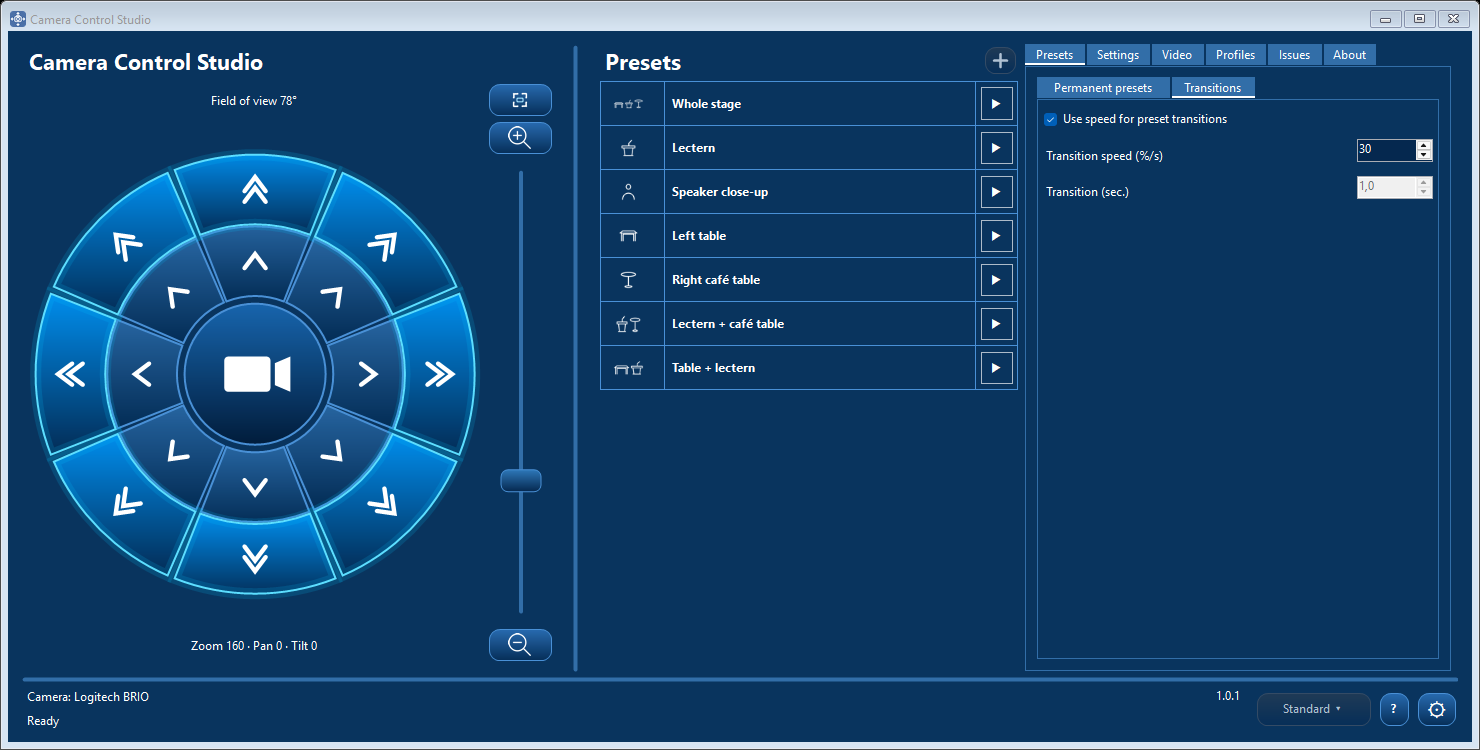 Camera Control Studio
Camera Control Studio
Field of view 78°
Zoom 160 · Pan 0 · Tilt 0
Presets
Whole stage
Lectern
Speaker close-up
Left table
Right café table
Lectern + café table
Table + lectern
Presets Settings Video Profiles Issues About
Permanent presets Transitions
Use speed for preset transitions
Transition speed (%/s) 30
Transition (sec.) 1,0
Camera: Logitech BRIO
Ready
1.0.1
Standard
?